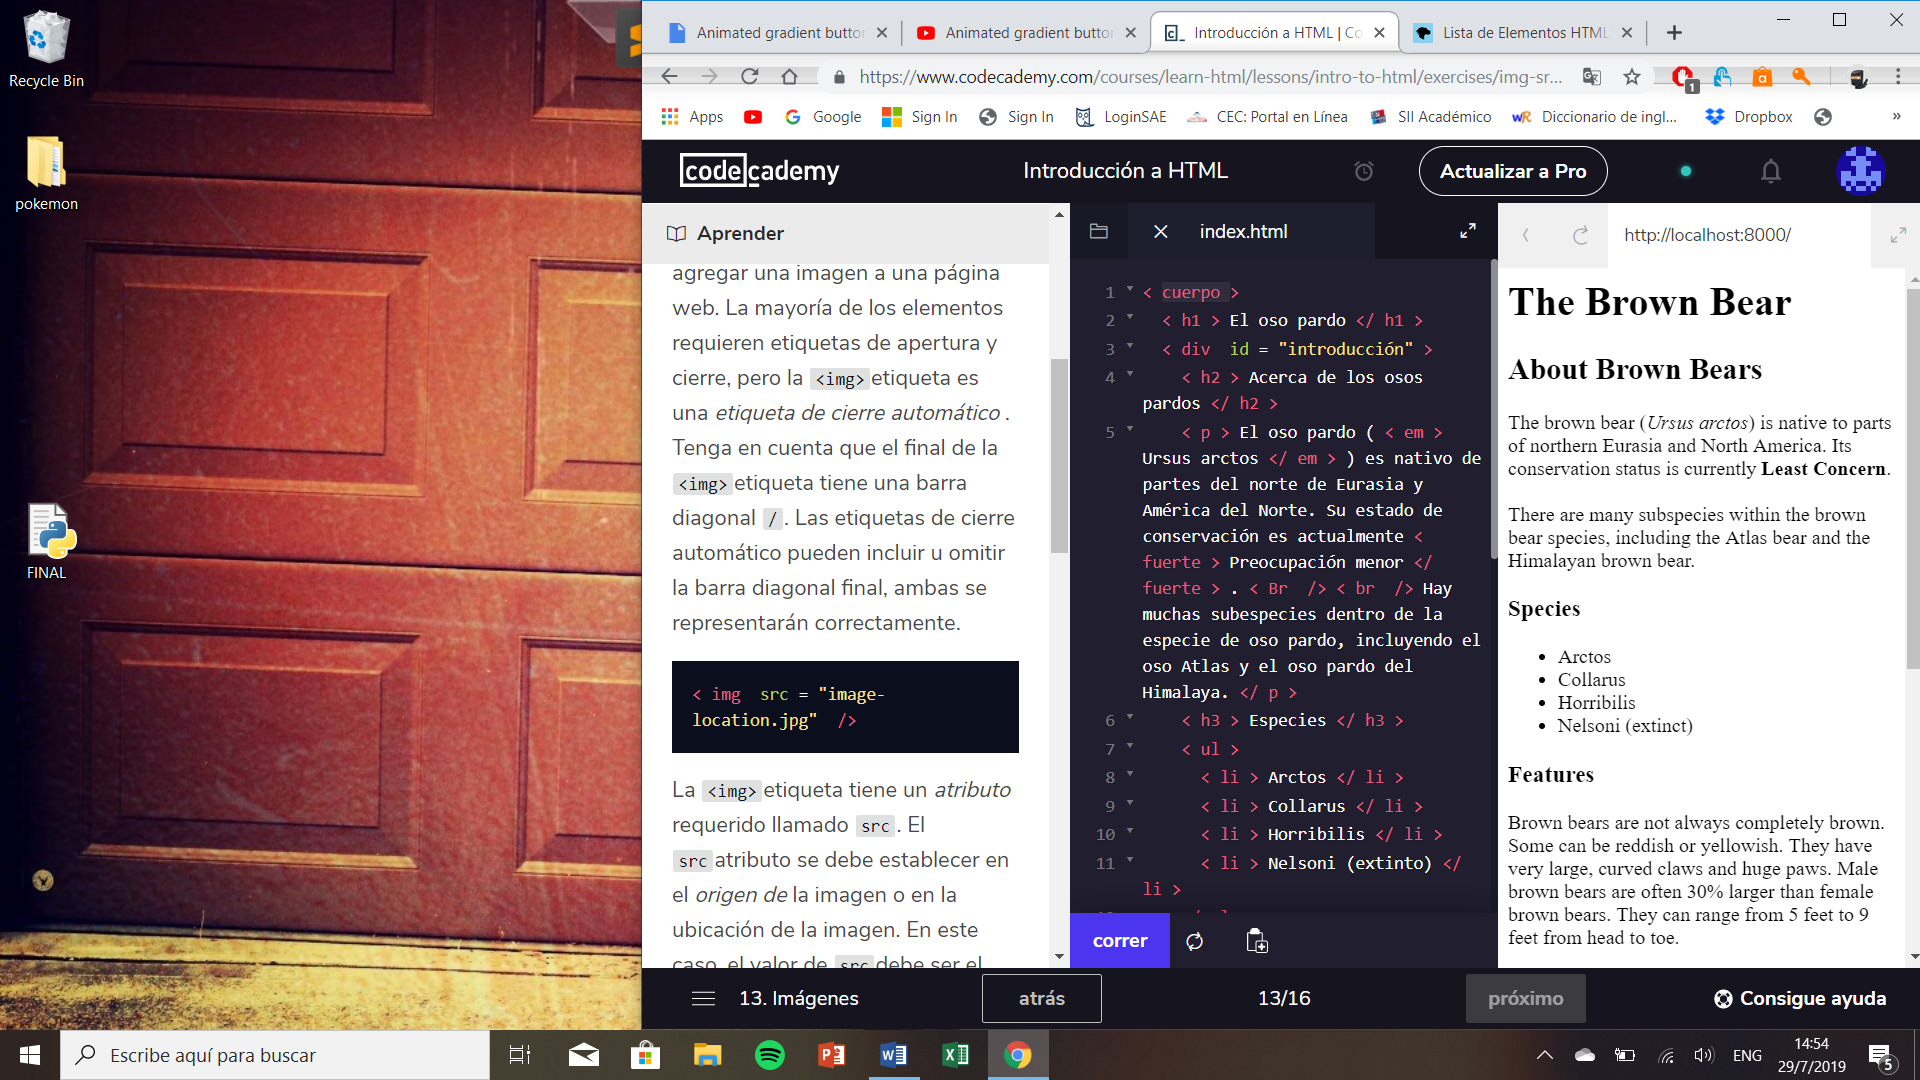 Recycle Bin
pokemon
FINAL
Animated gradient butto
Animated gradient butto
Introducción a HTML | Co
Lista de Elementos HTML
https://www.codecademy.com/courses/learn-html/lessons/intro-to-html/exercises/img-sr...
1
Apps
Google
Sign In
Sign In
LoginSAE
CEC: Portal en Línea
SII Académico
Diccionario de ingl...
Dropbox
»
codecademy
Introducción a HTML
Actualizar a Pro
Aprender
agregar una imagen a una página
web. La mayoría de los elementos
requieren etiquetas de apertura y
cierre, pero la <img> etiqueta es
una etiqueta de cierre automático .
Tenga en cuenta que el final de la
<img> etiqueta tiene una barra
diagonal / . Las etiquetas de cierre
automático pueden incluir u omitir
la barra diagonal final, ambas se
representarán correctamente.
< img src = "image-
location.jpg" />
La <img> etiqueta tiene un atributo
requerido llamado src . El
src atributo se debe establecer en
el origen de la imagen o en la
ubicación de la imagen. En este
caso, el valor de src debe ser el
index.html
1 < cuerpo >
2 < h1 > El oso pardo </ h1 >
3 < div id = "introducción" >
4 < h2 > Acerca de los osos
pardos </ h2 >
5 < p > El oso pardo ( < em >
Ursus arctos </ em > ) es nativo de
partes del norte de Eurasia y
América del Norte. Su estado de
conservación es actualmente <
fuerte > Preocupación menor </
fuerte > . < Br /> < br /> Hay
muchas subespecies dentro de la
especie de oso pardo, incluyendo el
oso Atlas y el oso pardo del
Himalaya. </ p >
6 < h3 > Especies </ h3 >
7 < ul >
8 < li > Arctos </ li >
9 < li > Collarus </ li >
10 < li > Horribilis </ li >
11 < li > Nelsoni (extinto) </
li >
correr
http://localhost:8000/
The Brown Bear
About Brown Bears
The brown bear (Ursus arctos) is native to parts
of northern Eurasia and North America. Its
conservation status is currently Least Concern.
There are many subspecies within the brown
bear species, including the Atlas bear and the
Himalayan brown bear.
Species
• Arctos
• Collarus
• Horribilis
• Nelsoni (extinct)
Features
Brown bears are not always completely brown.
Some can be reddish or yellowish. They have
very large, curved claws and huge paws. Male
brown bears are often 30% larger than female
brown bears. They can range from 5 feet to 9
feet from head to toe.
13. Imágenes
atrás
13/16
próximo
Consigue ayuda
Escribe aquí para buscar
ENG
14:54
29/7/2019
5